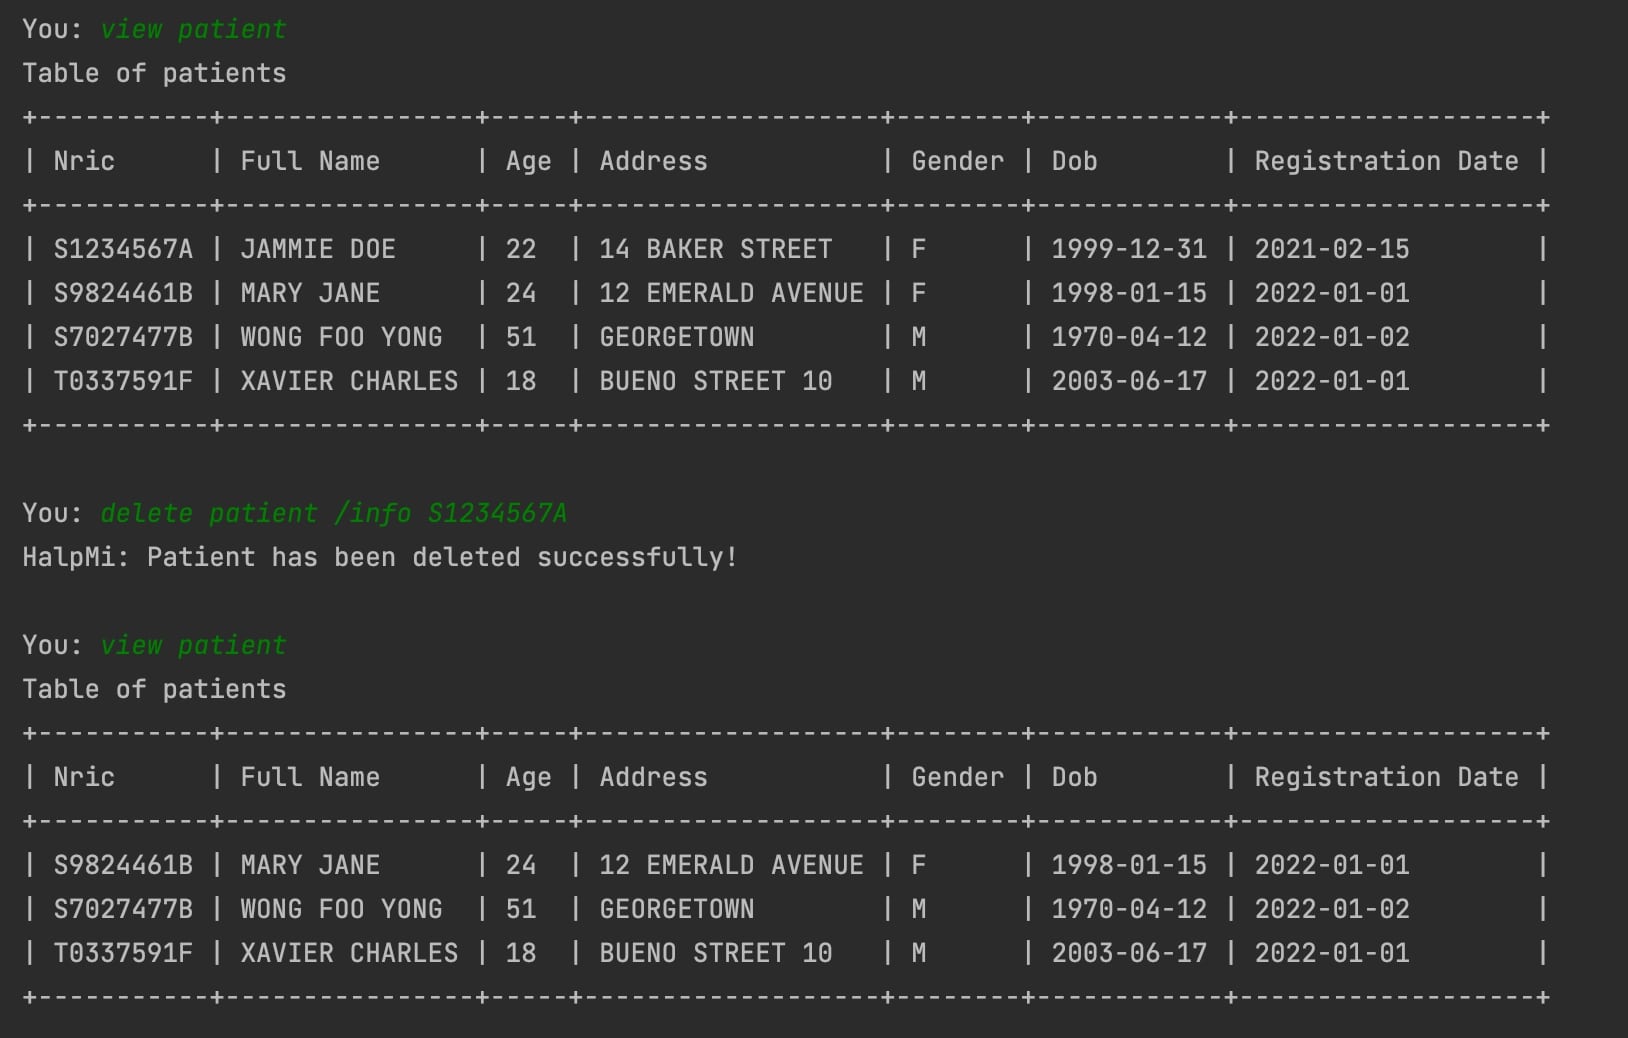 You: view patient
Table of patients
+-----------+----------------+-----+-------------------+--------+------------+-------------------+
| Nric      | Full Name      | Age | Address           | Gender | Dob        | Registration Date |
+-----------+----------------+-----+-------------------+--------+------------+-------------------+
| S1234567A | JAMMIE DOE     | 22  | 14 BAKER STREET   | F      | 1999-12-31 | 2021-02-15        |
| S9824461B | MARY JANE      | 24  | 12 EMERALD AVENUE | F      | 1998-01-15 | 2022-01-01        |
| S7027477B | WONG FOO YONG  | 51  | GEORGETOWN        | M      | 1970-04-12 | 2022-01-02        |
| T0337591F | XAVIER CHARLES | 18  | BUENO STREET 10   | M      | 2003-06-17 | 2022-01-01        |
+-----------+----------------+-----+-------------------+--------+------------+-------------------+
You: delete patient /info S1234567A
HalpMi: Patient has been deleted successfully!
You: view patient
Table of patients
+-----------+----------------+-----+-------------------+--------+------------+-------------------+
| Nric      | Full Name      | Age | Address           | Gender | Dob        | Registration Date |
+-----------+----------------+-----+-------------------+--------+------------+-------------------+
| S9824461B | MARY JANE      | 24  | 12 EMERALD AVENUE | F      | 1998-01-15 | 2022-01-01        |
| S7027477B | WONG FOO YONG  | 51  | GEORGETOWN        | M      | 1970-04-12 | 2022-01-02        |
| T0337591F | XAVIER CHARLES | 18  | BUENO STREET 10   | M      | 2003-06-17 | 2022-01-01        |
+-----------+----------------+-----+-------------------+--------+------------+-------------------+